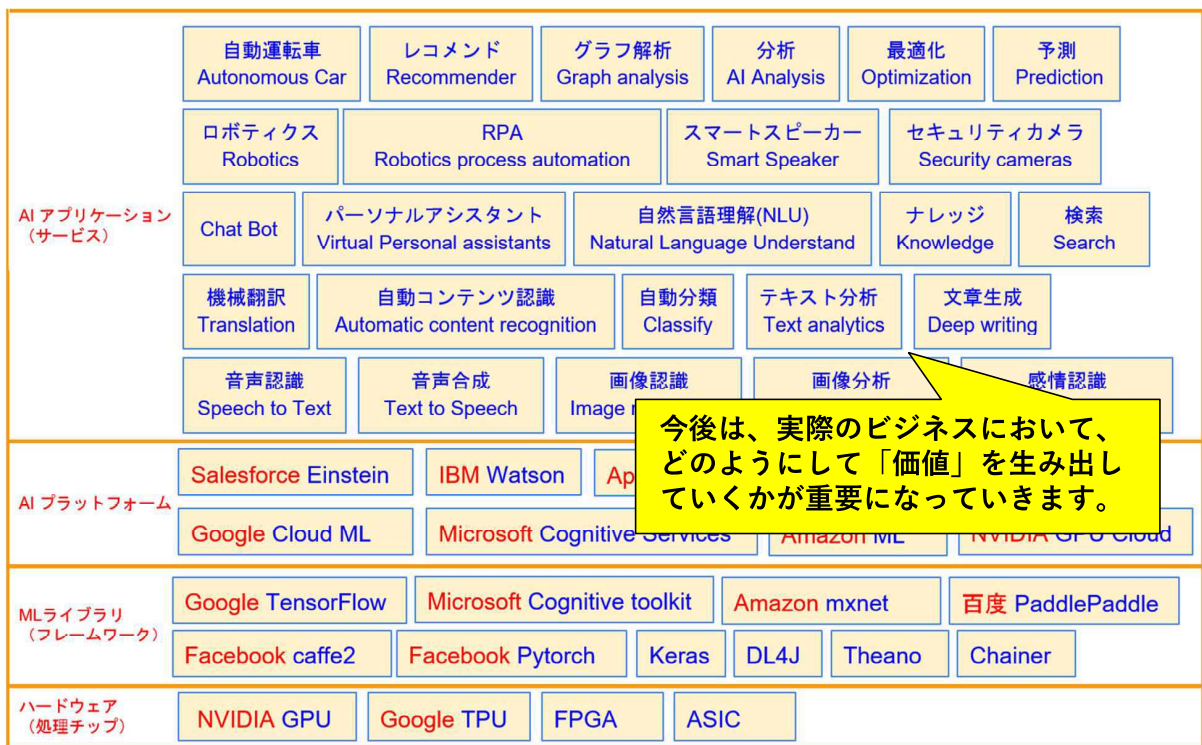 自動運転車
Autonomous Car
レコメンド
Recommender
グラフ解析
Graph analysis
分析
AI Analysis
最適化
Optimization
予測
Prediction
ロボティクス
Robotics
RPA
Robotics process automation
スマートスピーカー
Smart Speaker
セキュリティカメラ
Security cameras
AI アプリケーション
（サービス）
Chat Bot
パーソナルアシスタント
Virtual Personal assistants
自然言語理解(NLU)
Natural Language Understand
ナレッジ
Knowledge
検索
Search
機械翻訳
Translation
自動コンテンツ認識
Automatic content recognition
自動分類
Classify
テキスト分析
Text analytics
文章生成
Deep writing
音声認識
Speech to Text
音声合成
Text to Speech
画像認識
Image
画像分析
感情認識
今後は、実際のビジネスにおいて、
どのようにして「価値」を生み出し
ていくかが重要になっていきます。
AI プラットフォーム
Salesforce Einstein
IBM Watson
Google Cloud ML
Microsoft Cognitive Services
Amazon ML
NVIDIA GPU Cloud
MLライブラリ
（フレームワーク）
Google TensorFlow
Microsoft Cognitive toolkit
Amazon mxnet
百度 PaddlePaddle
Facebook caffe2
Facebook Pytorch
Keras
DL4J
Theano
Chainer
ハードウェア
（処理チップ）
NVIDIA GPU
Google TPU
FPGA
ASIC